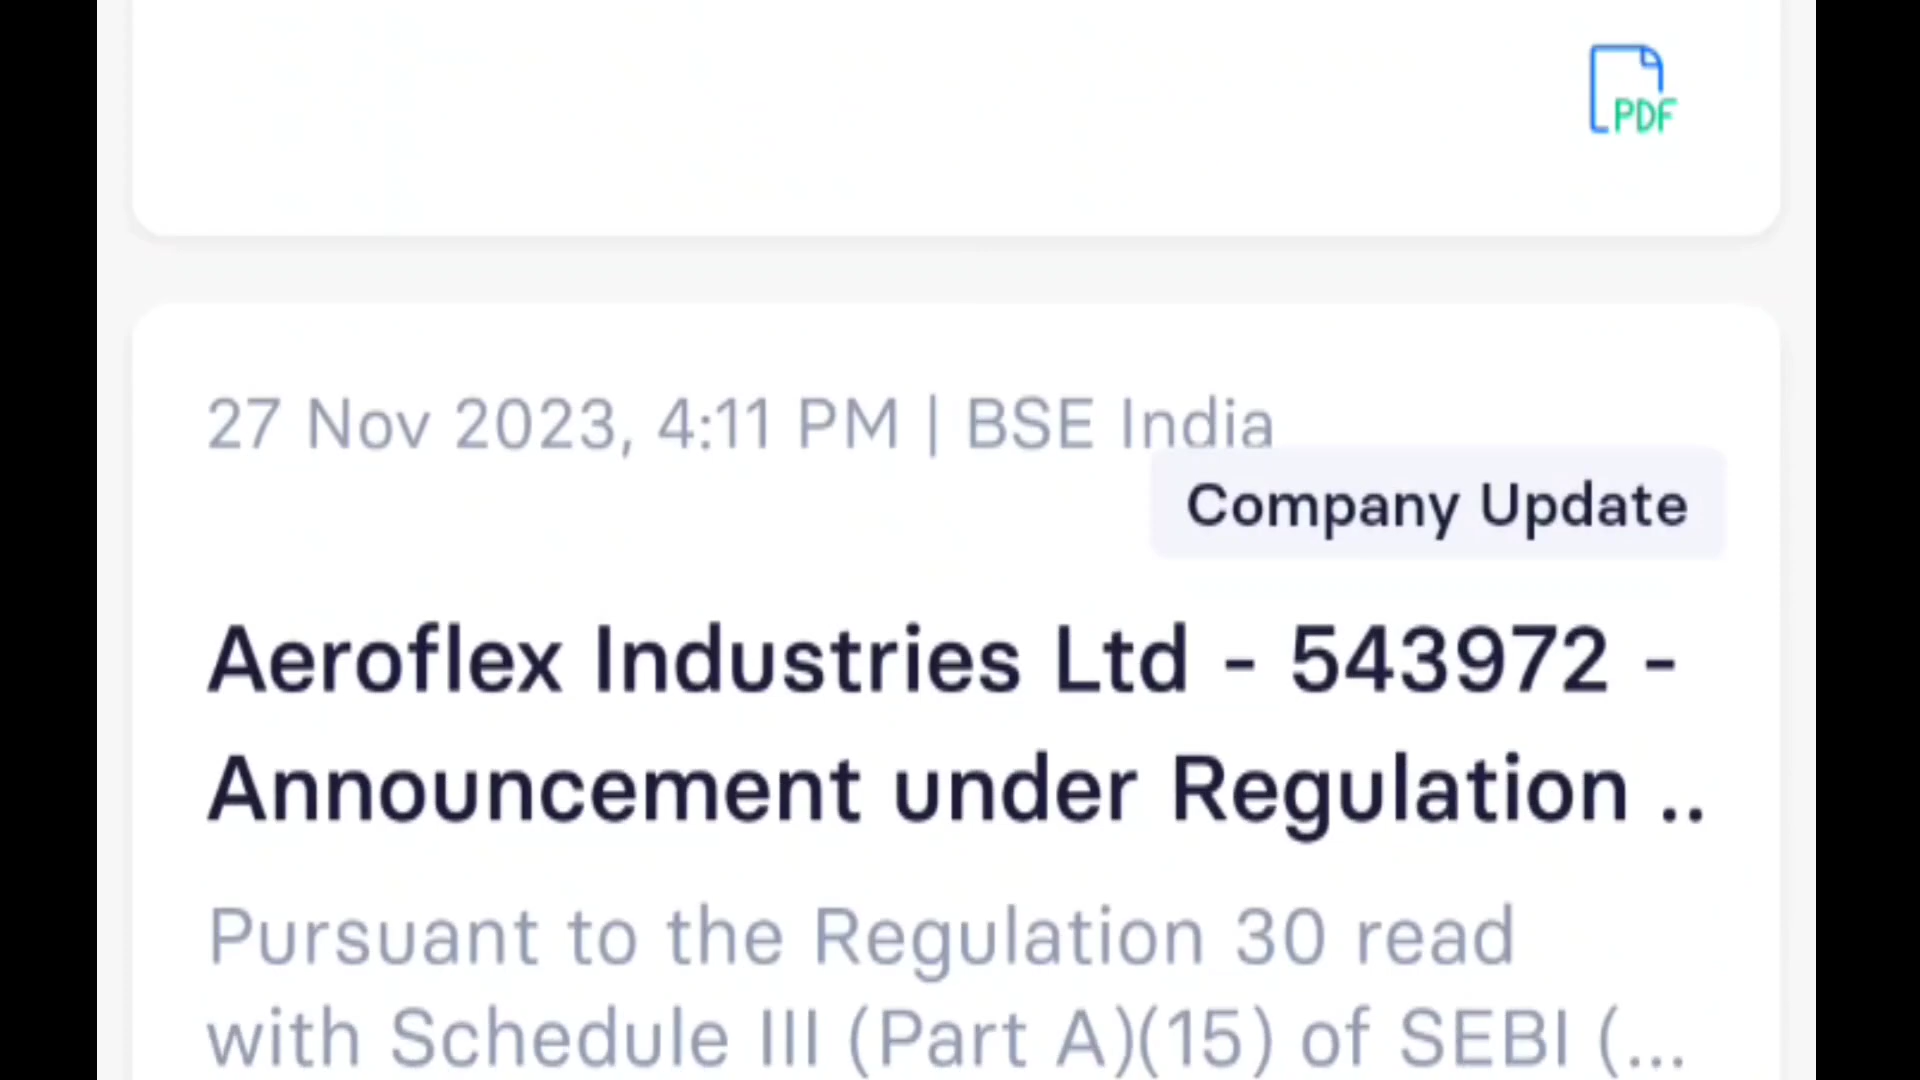 PDF
27 Nov 2023, 4:11 PM | BSE India
Company Update
Aeroflex Industries Ltd - 543972 -
Announcement under Regulation ..
Pursuant to the Regulation 30 read
with Schedule III (Part A)(15) of SEBI (...